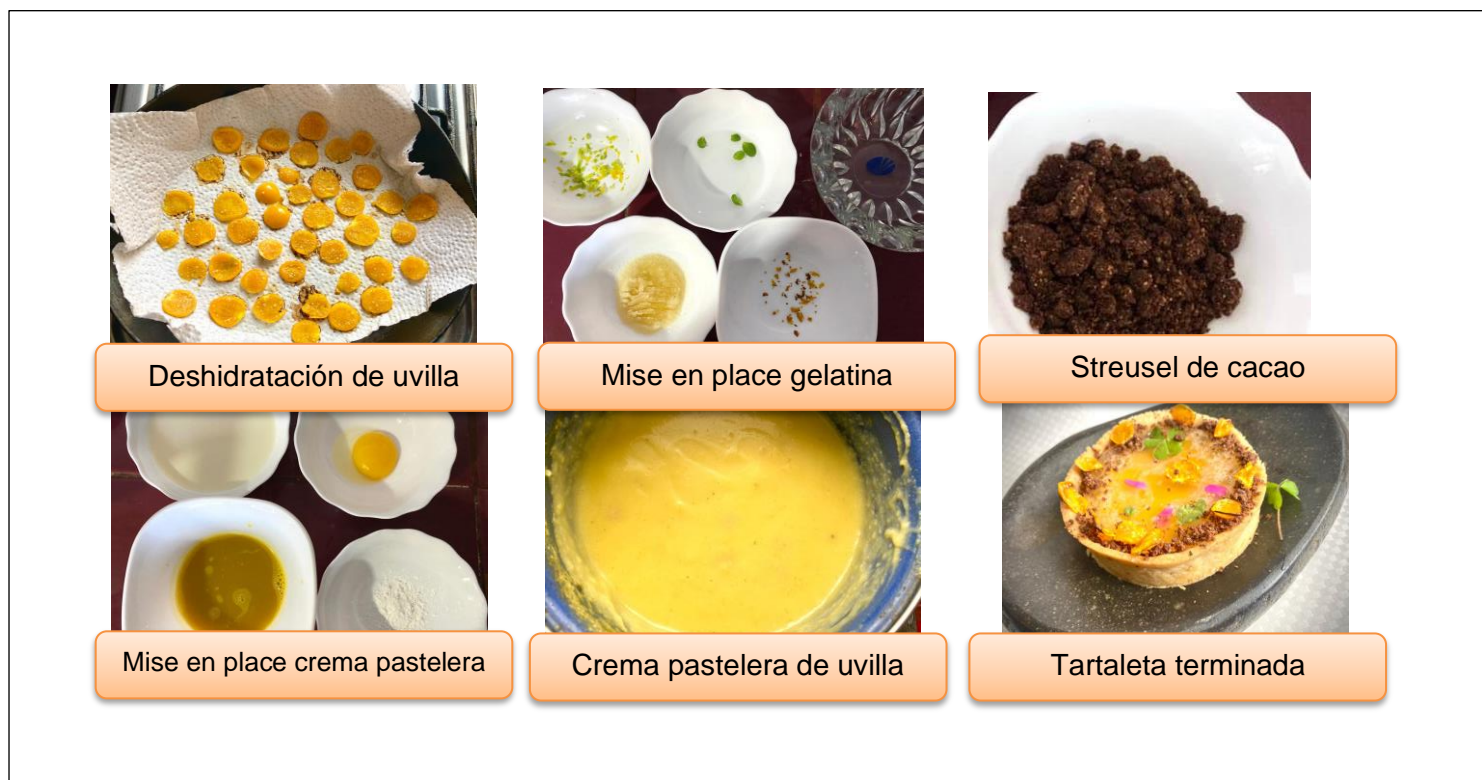 Deshidratación de uvilla
Mise en place gelatina
Streusel de cacao
Mise en place crema pastelera
Crema pastelera de uvilla
Tartaleta terminada